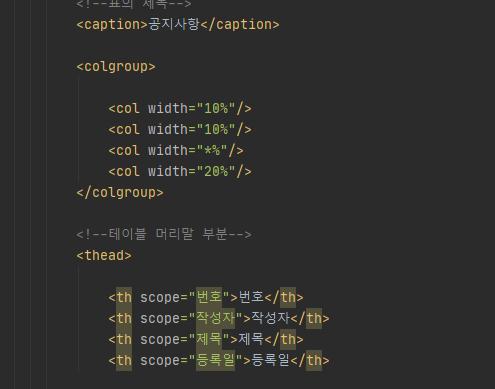 <!--표의 제목-->
<caption>공지사항</caption>
<colgroup>
<col width="10%"/>
<col width="10%"/>
<col width="*%"/>
<col width="20%"/>
</colgroup>
<!--테이블 머리말 부분-->
<thead>
<th scope="번호">번호</th>
<th scope="작성자">작성자</th>
<th scope="제목">제목</th>
<th scope="등록일">등록일</th>